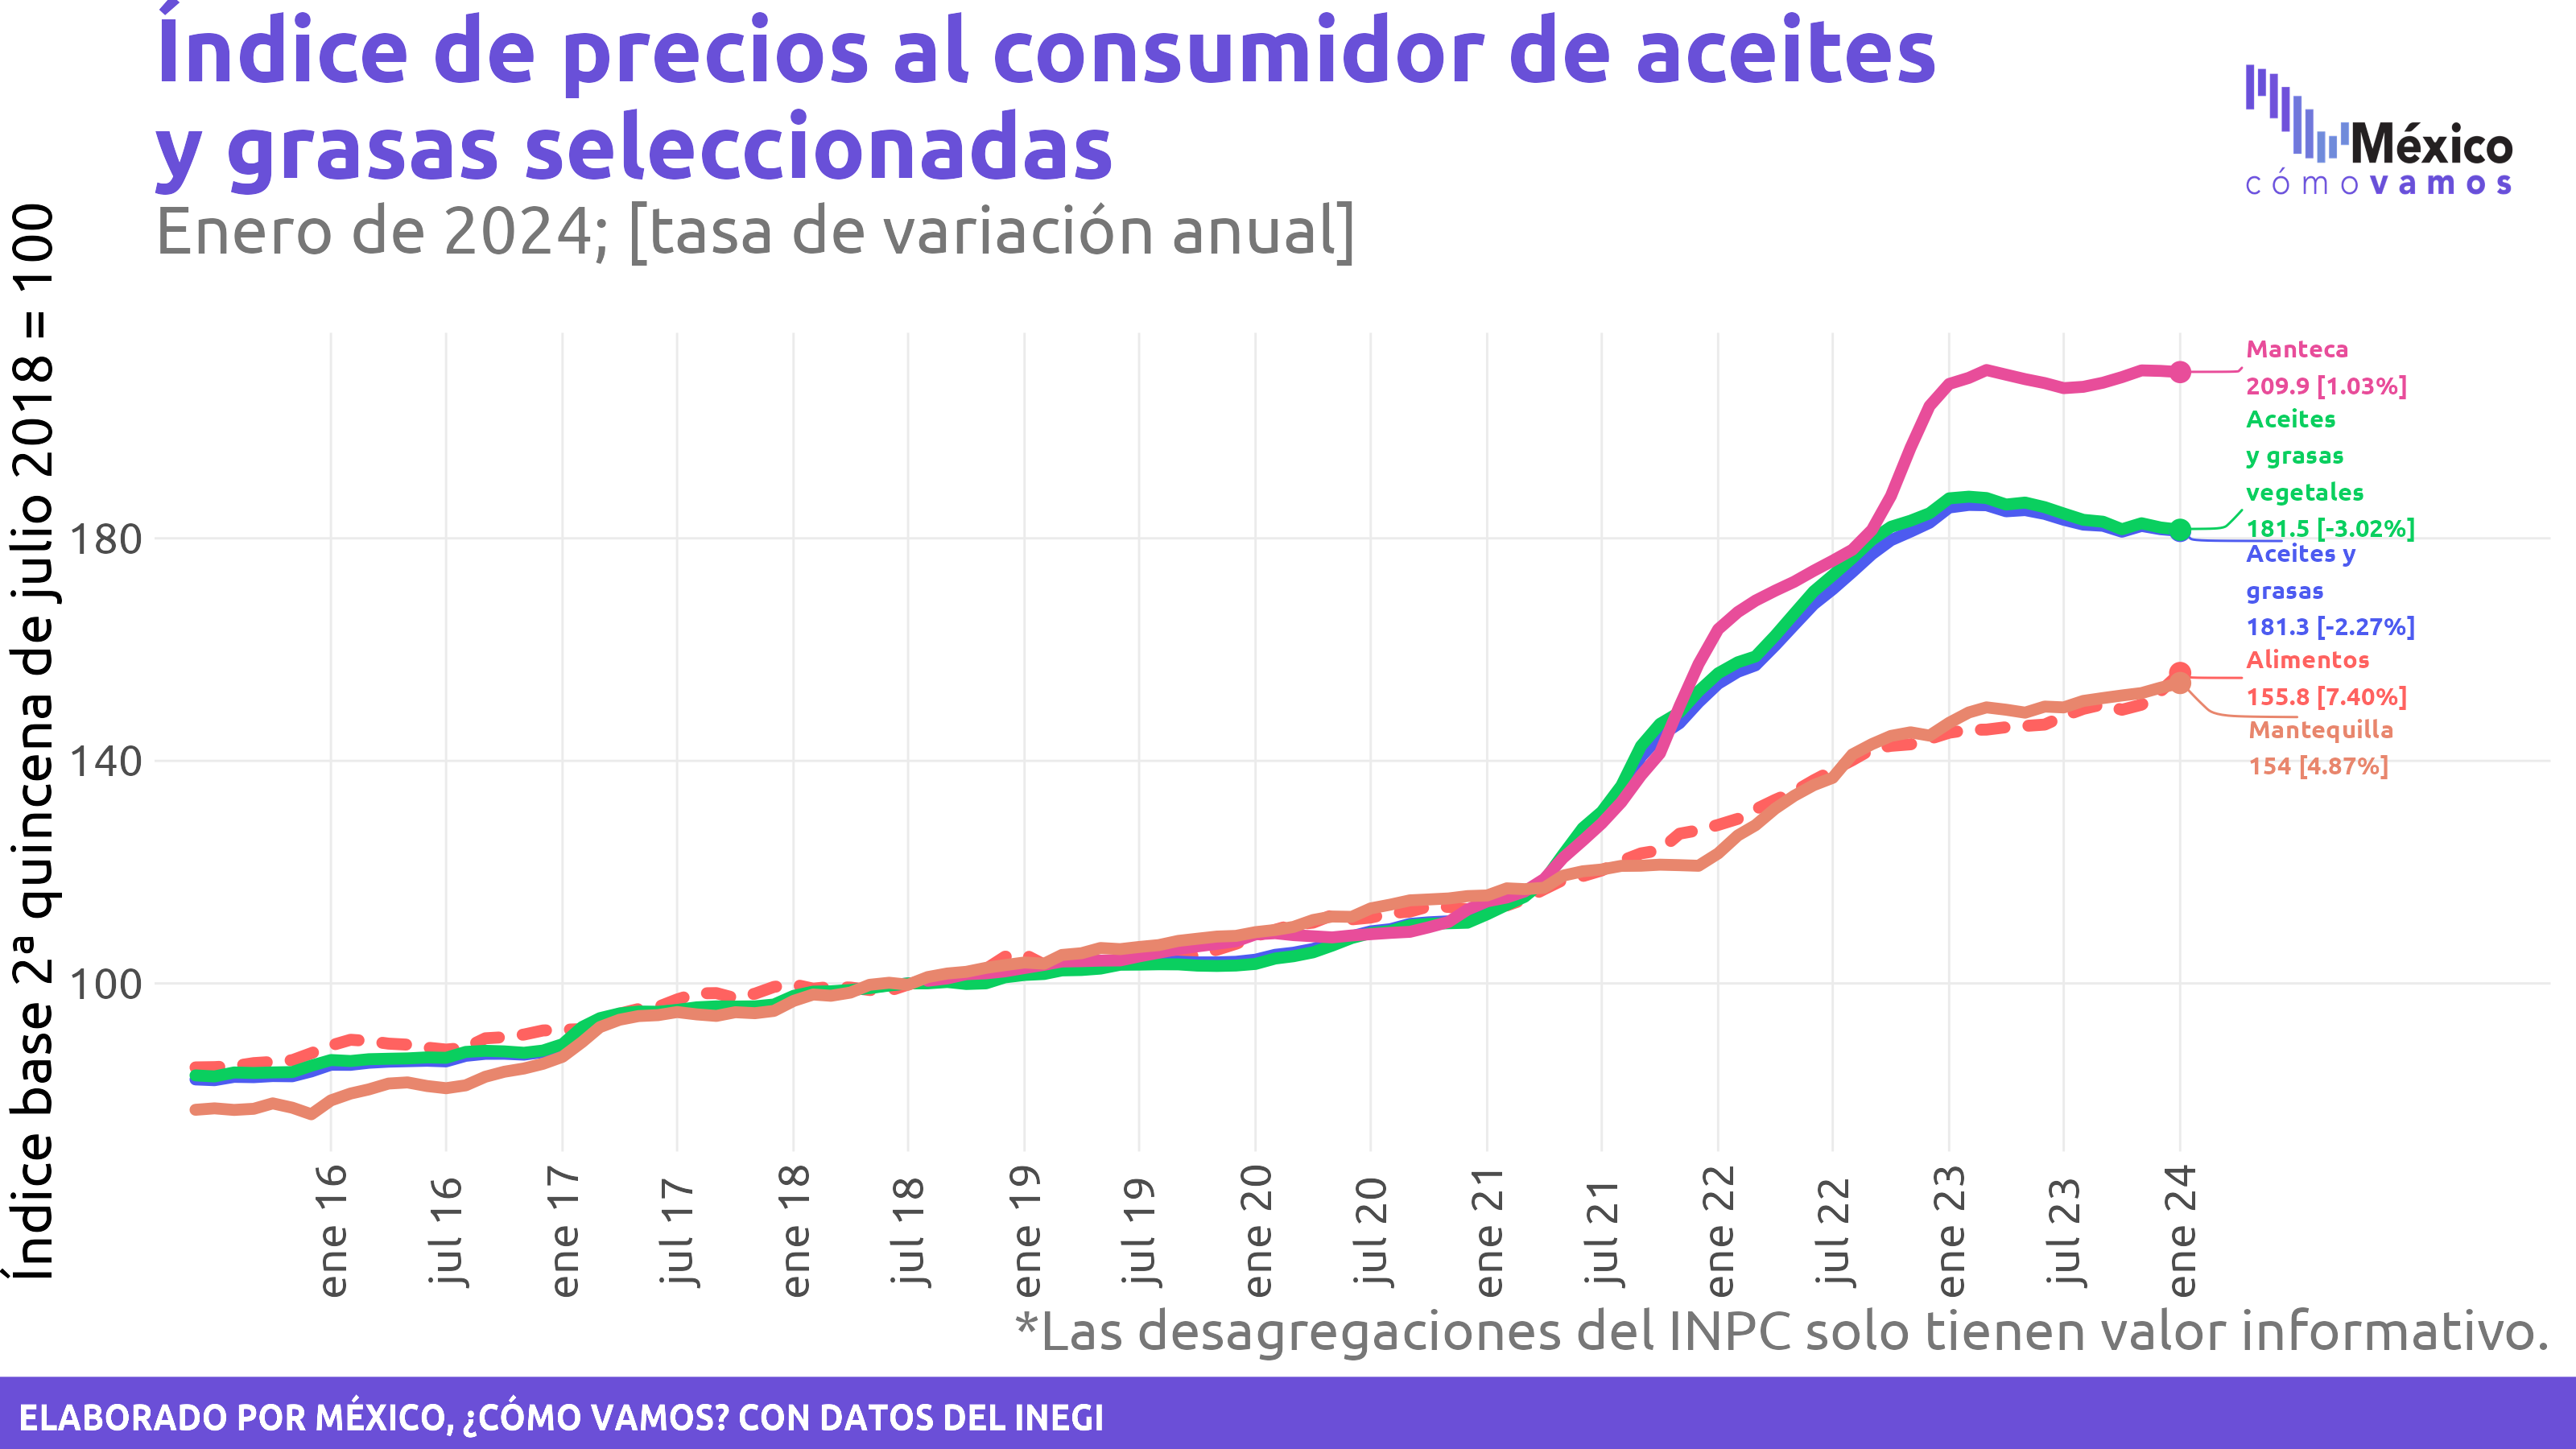 Índice de precios al consumidor de aceites
y grasas seleccionadas
Enero de 2024; [tasa de variación anual]
México
cómo vamos
Índice base 2ª quincena de julio 2018 = 100
180
140
100
Manteca
209.9 [1.03%]
Aceites
y grasas
vegetales
181.5 [-3.02%]
Aceites y
grasas
181.3 [-2.27%]
Alimentos
155.8 [7.40%]
Mantequilla
154 [4.87%]
ene 16
jul 16
ene 17
jul 17
ene 18
jul 18
ene 19
jul 19
ene 20
jul 20
ene 21
jul 21
ene 22
jul 22
ene 23
jul 23
ene 24
*Las desagregaciones del INPC solo tienen valor informativo.
ELABORADO POR MÉXICO, ¿CÓMO VAMOS? CON DATOS DEL INEGI